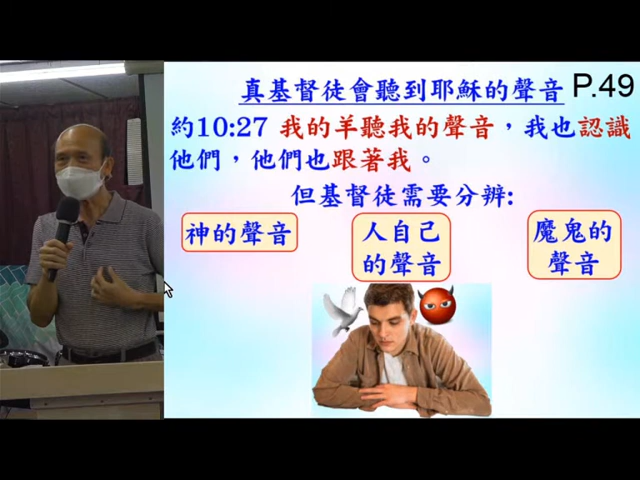 真基督徒會聽到耶穌的聲音 P.49
約10:27 我的羊聽我的聲音，我也認識
他們，他們也跟著我。
但基督徒需要分辨:
神的聲音
人自己
的聲音
魔鬼的
聲音